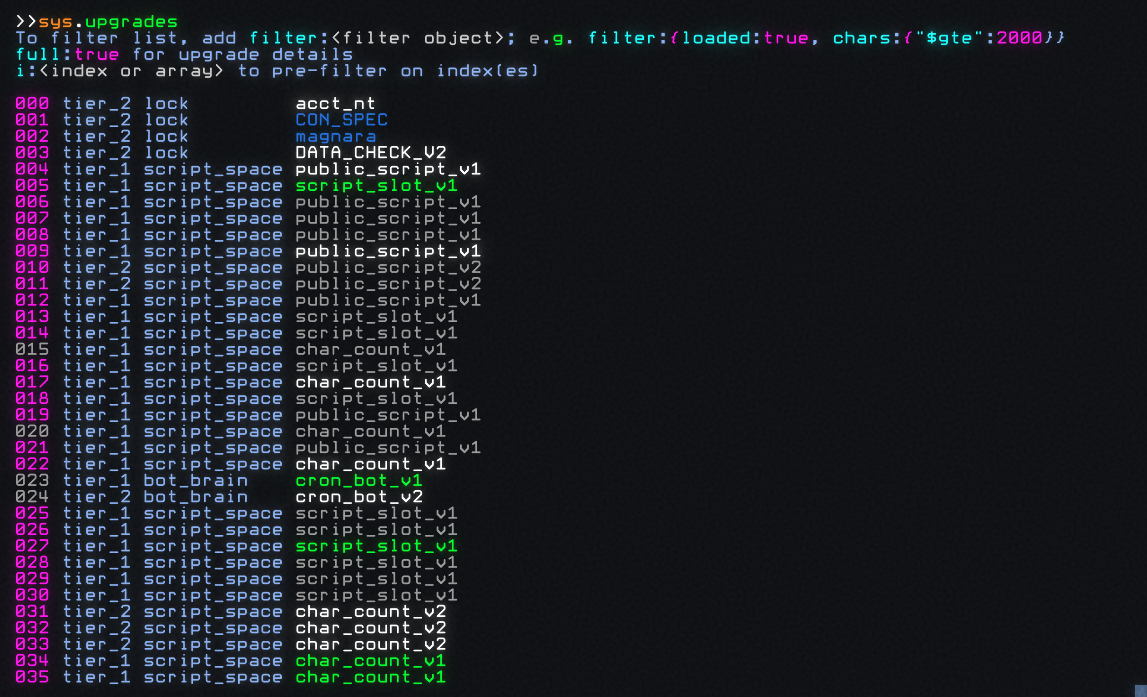 >>sys.upgrades
To filter list, add filter:<filter object>; e.g. filter:{loaded:true, chars:{"$gte":2000}}
full:true for upgrade details
i:<index or array> to pre-filter on index(es)
000 tier_2 lock acct_nt
001 tier_2 lock CON_SPEC
002 tier_2 lock magnara
003 tier_2 lock DATA_CHECK_V2
004 tier_1 script_space public_script_v1
005 tier_1 script_space script_slot_v1
006 tier_1 script_space public_script_v1
007 tier_1 script_space public_script_v1
008 tier_1 script_space public_script_v1
009 tier_1 script_space public_script_v1
010 tier_2 script_space public_script_v2
011 tier_2 script_space public_script_v2
012 tier_1 script_space public_script_v1
013 tier_1 script_space script_slot_v1
014 tier_1 script_space script_slot_v1
015 tier_1 script_space char_count_v1
016 tier_1 script_space script_slot_v1
017 tier_1 script_space char_count_v1
018 tier_1 script_space script_slot_v1
019 tier_1 script_space public_script_v1
020 tier_1 script_space char_count_v1
021 tier_1 script_space public_script_v1
022 tier_1 script_space char_count_v1
023 tier_1 bot_brain cron_bot_v1
024 tier_2 bot_brain cron_bot_v2
025 tier_1 script_space script_slot_v1
026 tier_1 script_space script_slot_v1
027 tier_1 script_space script_slot_v1
028 tier_1 script_space script_slot_v1
029 tier_1 script_space script_slot_v1
030 tier_1 script_space script_slot_v1
031 tier_2 script_space char_count_v2
032 tier_2 script_space char_count_v2
033 tier_2 script_space char_count_v2
034 tier_1 script_space char_count_v1
035 tier_1 script_space char_count_v1